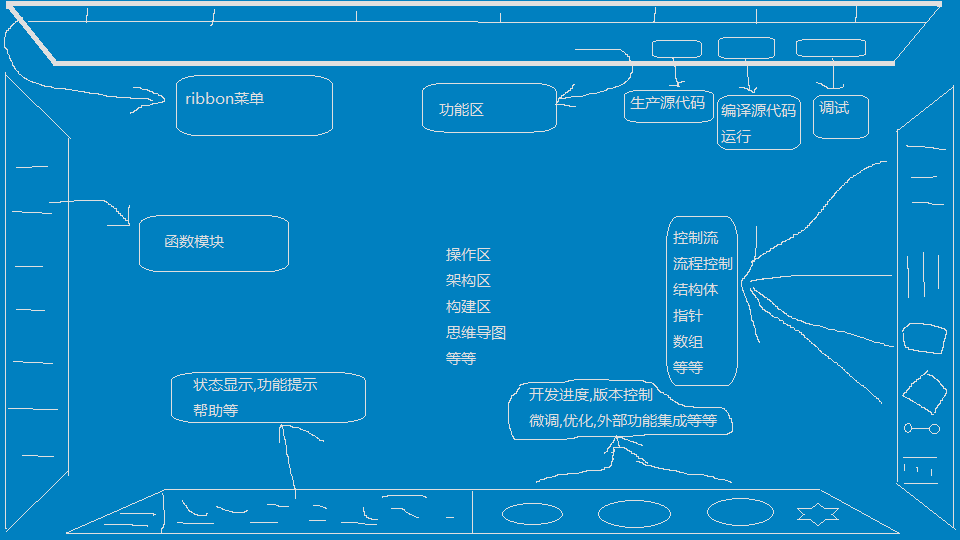 ribbon菜单
功能区
生产源代码
编译源代码
运行
调试
函数模块
操作区
架构区
构建区
思维导图
等等
控制流
流程控制
结构体
指针
数组
等等
状态显示,功能提示
帮助等
开发进度,版本控制
微调,优化,外部功能集成等等